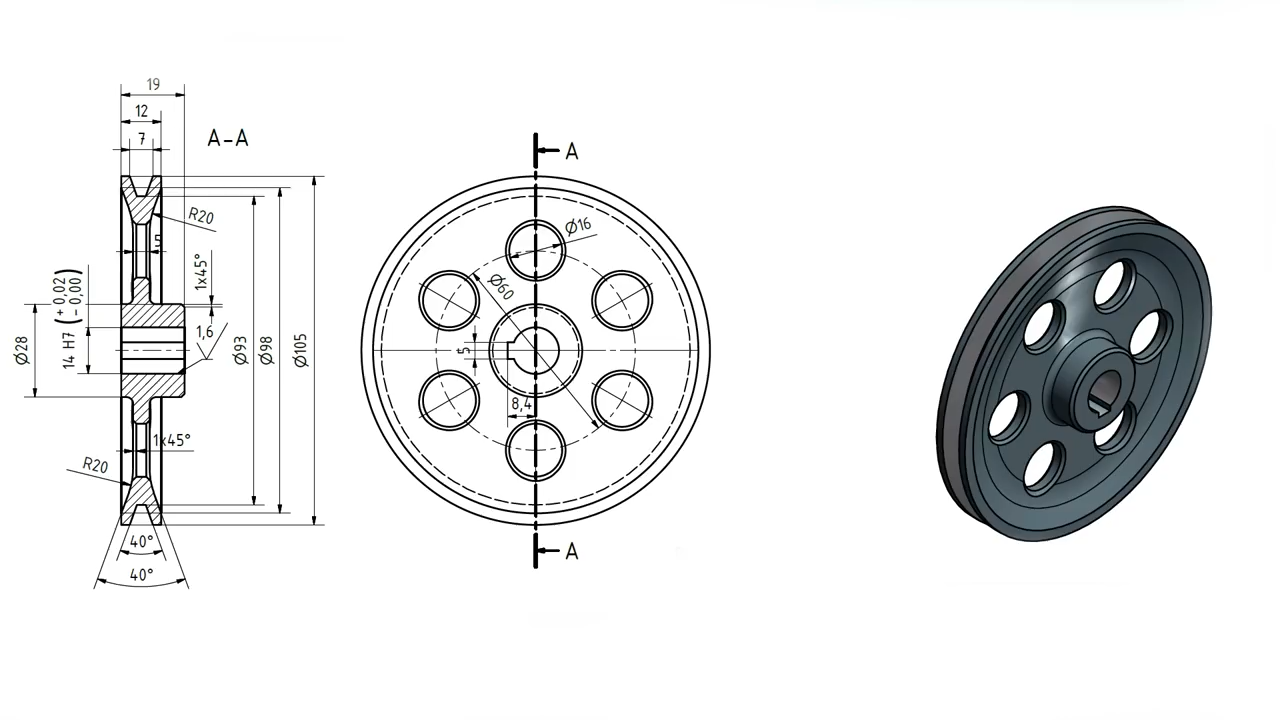 19
12
A-A
7
R20
5
1x45°
14 H7 (+ 0,02 - 0,00)
1,6
Ø28
Ø93
Ø98
Ø105
1x45°
R20
40°
40°
A
Ø16
Ø60
5
8,4
A